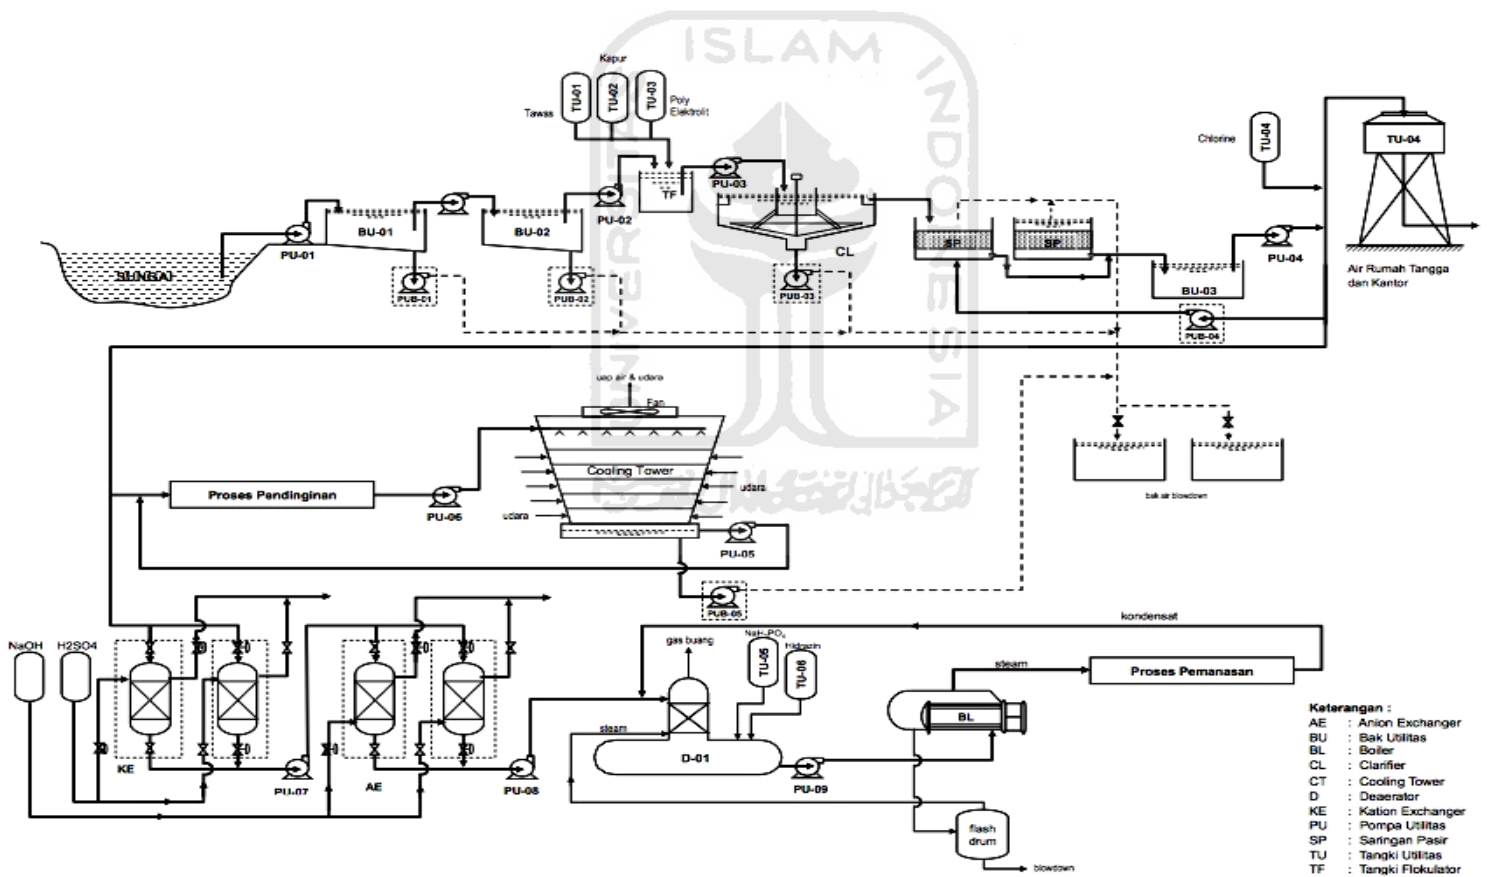 ISLAM
UNIVERSITAS
INDONESIA
Kapur
TU-01
TU-02
TU-03
Tawas
Poly
Elektrolit
Chlorine
TU-04
TU-04
TF
PU-03
PU-02
BU-01
BU-02
PU-01
SUNGAI
PUB-01
PUB-02
PUB-03
CL
SP
SP
BU-03
PU-04
PUB-04
Air Rumah Tangga
dan Kantor
uap air & udara
Fan
Cooling Tower
udara
udara
Proses Pendinginan
PU-06
PU-05
PUB-05
bak air blowdown
NaOH
H2SO4
KE
PU-07
AE
PU-08
gas buang
NaH2PO4
Hidrazin
TU-05
TU-06
steam
D-01
PU-09
kondensat
steam
Proses Pemanasan
BL
flash
drum
blowdown
Keterangan :
AE : Anion Exchanger
BU : Bak Utilitas
BL : Boiler
CL : Clarifier
CT : Cooling Tower
D : Deaerator
KE : Kation Exchanger
PU : Pompa Utilitas
SP : Saringan Pasir
TU : Tangki Utilitas
TF : Tangki Flokulator